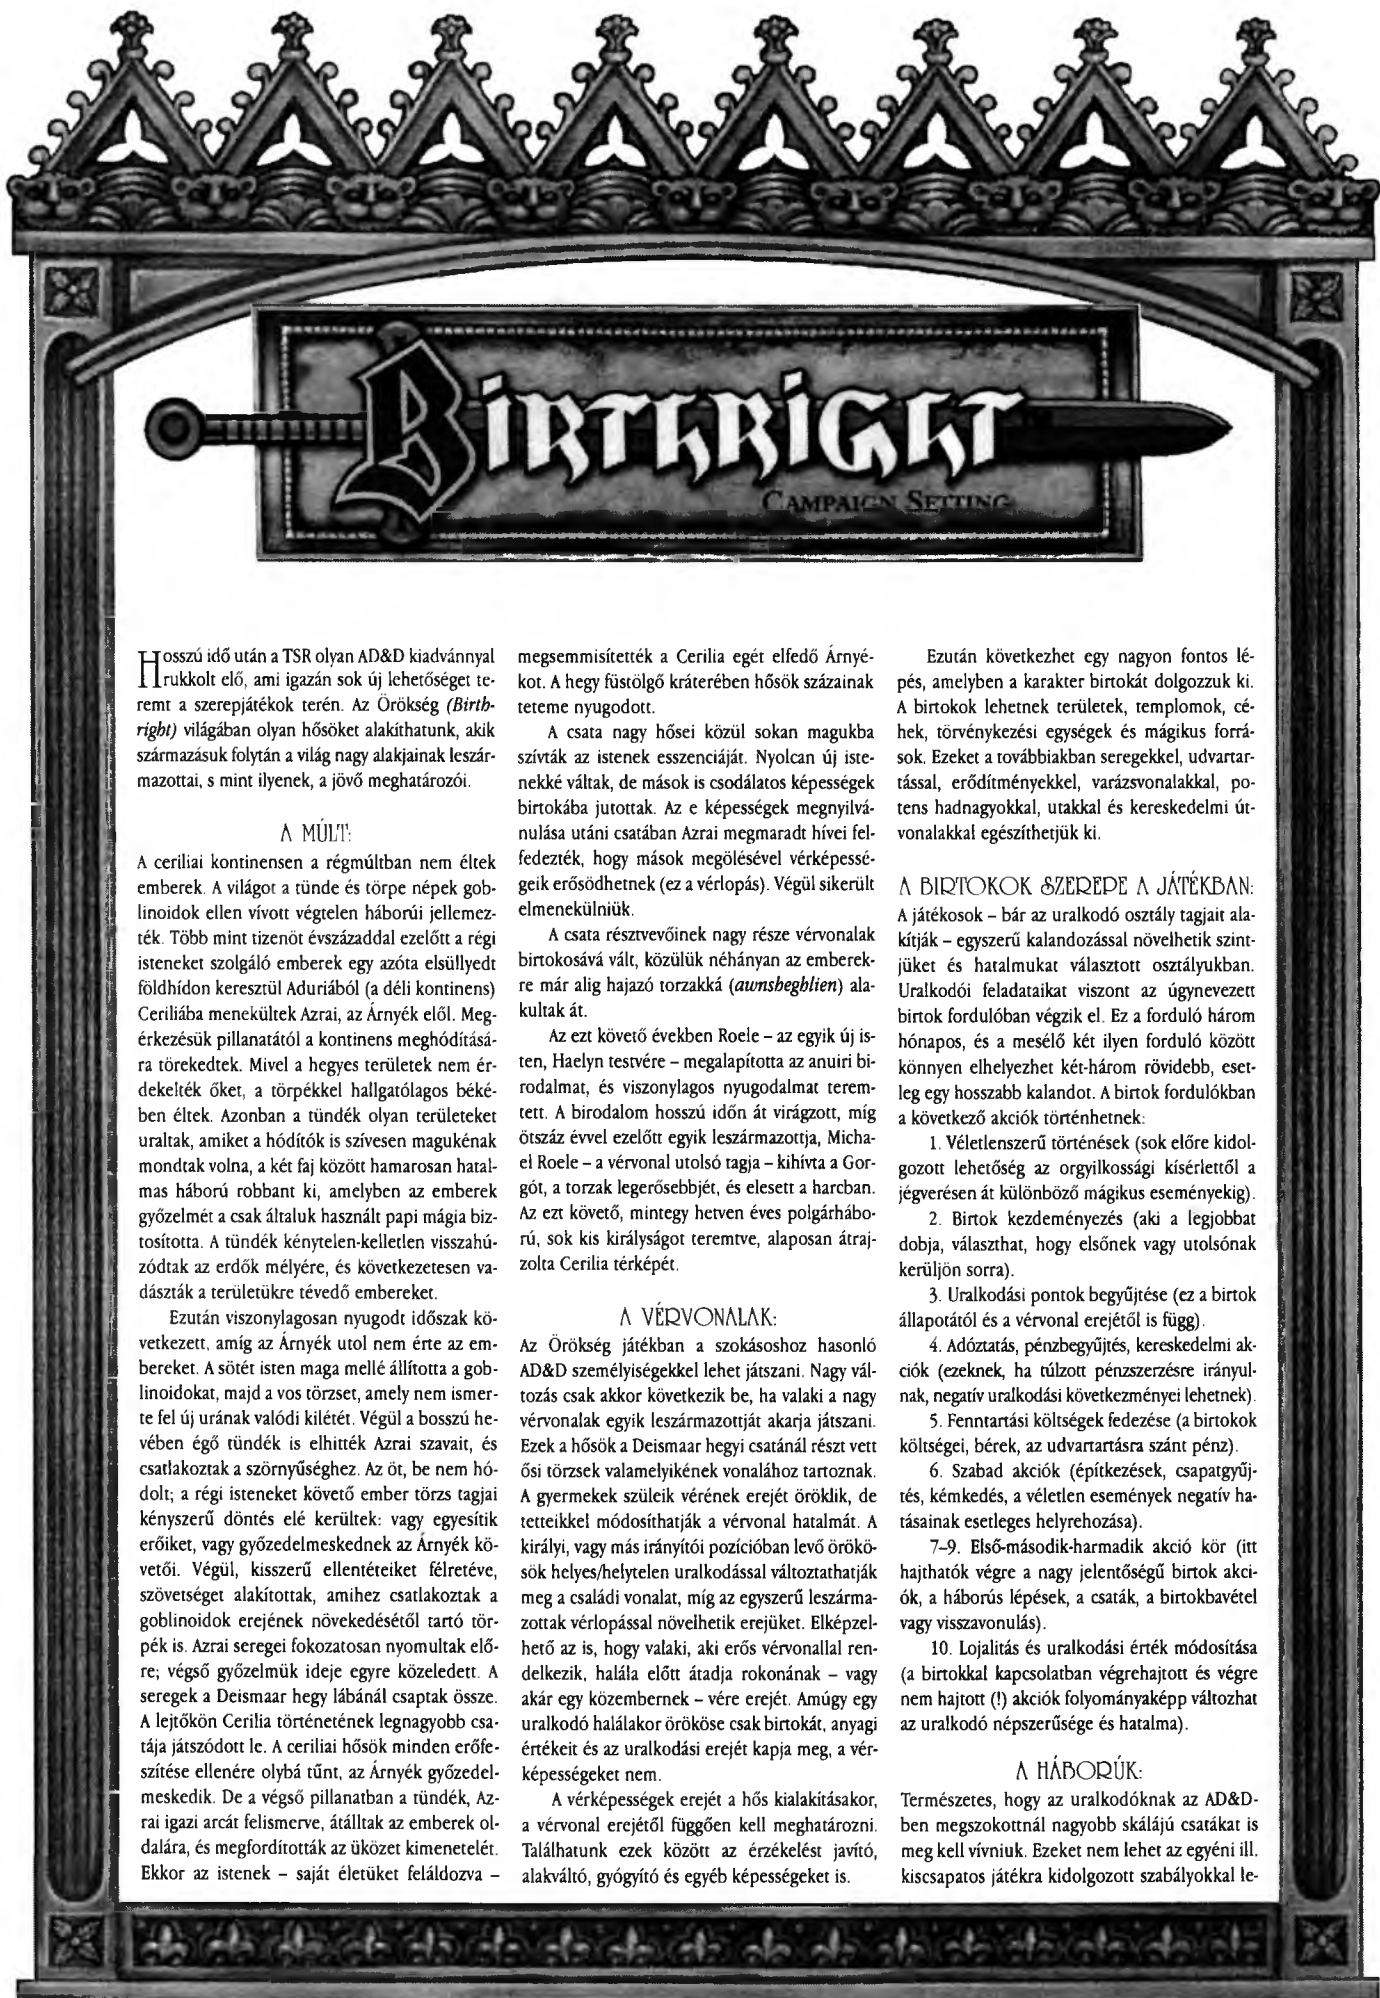 BIRTHRIGHT
CAMPAIGN SETTING
Hosszú idő után a TSR olyan AD&D kiadvánnyal
rukkolt elő, ami igazán sok új lehetőséget te-
remt a szerepjátékok terén. Az Örökség (Birth-
right) világában olyan hősöket alakíthatunk, akik
származásuk folytán a világ nagy alakjainak leszár-
mazottai, s mint ilyenek, a jövő meghatározói.
A MÚLT:
A ceriliai kontinensen a régmúltban nem éltek
emberek. A világot a tünde és törpe népek gob-
linoidok ellen vívott végtelen háborúi jellemez-
ték. Több mint tizenöt évszázaddal ezelőtt a régi
isteneket szolgáló emberek egy azóta elsüllyedt
földhídon keresztül Aduriából (a déli kontinens)
Ceriliába menekültek Azrai, az Árnyék elől. Meg-
érkezésük pillanatától a kontinens meghódításá-
ra törekedtek. Mivel a hegyes területek nem ér-
dekelték őket, a törpékkel hallgatólagos béké-
ben éltek. Azonban a tündék olyan területeket
uraltak, amiket a hódítók is szívesen magukénak
mondtak volna, a két faj között hamarosan hatal-
mas háború robbant ki, amelyben az emberek
győzelmét a csak általuk használt papi mágia biz-
tosította. A tündék kénytelen-kelletlen visszahú-
zódtak az erdők mélyére, és következetesen va-
dászták a területükre tévedő embereket.
Ezután viszonylagosan nyugodt időszak kö-
vetkezett, amíg az Árnyék utol nem érte az em-
bereket. A sötét isten maga mellé állította a gob-
linoidokat, majd a vos törzset, amely nem ismer-
te fel új urának valódi kilétét. Végül a bosszú he-
vében égő tündék is elhitték Azrai szavait, és
csatlakoztak a szörnyűséghez. Az öt, be nem hó-
dolt; a régi isteneket követő ember törzs tagjai
kényszerű döntés elé kerültek: vagy egyesítik
erőiket, vagy győzedelmeskednek az Árnyék kö-
vetői. Végül, kisszerű ellentéteiket félretéve,
szövetséget alakítottak, amihez csatlakoztak a
goblinoidok erejének növekedésétől tartó tör-
pék is. Azrai seregei fokozatosan nyomultak elő-
re; végső győzelmük ideje egyre közeledett. A
seregek a Deismaar hegy lábánál csaptak össze.
A lejtőkön Cerilia történetének legnagyobb csa-
tája játszódott le. A ceriliai hősök minden erőfe-
szítése ellenére olybá tűnt, az Árnyék győzedel-
meskedik. De a végső pillanatban a tündék, Az-
rai igazi arcát felismerve, átálltak az emberek ol-
dalára, és megfordították az üközet kimenetelét.
Ekkor az istenek – saját életüket feláldozva –
megsemmisítették a Cerilia egét elfedő Árnyé-
kot. A hegy füstölgő kráterében hősök százainak
teteme nyugodott.
A csata nagy hősei közül sokan magukba
szívták az istenek esszenciáját. Nyolcan új iste-
nekké váltak, de mások is csodálatos képességek
birtokába jutottak. Az e képességek megnyilvá-
nulása utáni csatában Azrai megmaradt hívei fel-
fedezték, hogy mások megölésével vérképessé-
geik erősödhetnek (ez a vérlopás). Végül sikerült
elmenekülniük.
A csata résztvevőinek nagy része vérvonalak
birtokosává vált, közülük néhányan az emberek-
re már alig hajazó torzakká (awnshegblien) ala-
kultak át.
Az ezt követő években Roele – az egyik új is-
ten, Haelyn testvére – megalapította az anuiri bi-
rodalmat, és viszonylagos nyugodalmat terem-
tett. A birodalom hosszú időn át virágzott, míg
ötszáz évvel ezelőtt egyik leszármazottja, Micha-
el Roele – a vérvonal utolsó tagja – kihívta a Gor-
gót, a torzak legerősebbjét, és elesett a harcban.
Az ezt követő, mintegy hetven éves polgárhábo-
rú, sok kis királyságot teremtve, alaposan átraj-
zolta Cerilia térképét.
A VÉRVONALAK:
Az Örökség játékban a szokásoshoz hasonló
AD&D személyiségekkel lehet játszani. Nagy vál-
tozás csak akkor következik be, ha valaki a nagy
vérvonalak egyik leszármazottját akarja játszani.
Ezek a hősök a Deismaar hegyi csatánál részt vett
ősi törzsek valamelyikének vonalához tartoznak.
A gyermekek szüleik vérének erejét öröklik, de
tetteikkel módosíthatják a vérvonal hatalmát. A
királyi, vagy más irányítói pozícióban levő örökö-
sök helyes/helytelen uralkodással változtathatják
meg a családi vonalat, míg az egyszerű leszárma-
zottak vérlopással növelhetik erejüket. Elképzel-
hető az is, hogy valaki, aki erős vérvonallal ren-
delkezik, halála előtt átadja rokonának – vagy
akár egy közembernek – vére erejét. Amúgy egy
uralkodó halálakor örököse csak birtokát, anyagi
értékeit és az uralkodási erejét kapja meg, a vér-
képességeket nem.
A vérképességek erejét a hős kialakításakor,
a vérvonal erejétől függően kell meghatározni.
Találhatunk ezek között az érzékelést javító,
alakváltó, gyógyító és egyéb képességeket is.
Ezután következhet egy nagyon fontos lé-
pés, amelyben a karakter birtokát dolgozzuk ki.
A birtokok lehetnek területek, templomok, cé-
hek, törvénykezési egységek és mágikus forrá-
sok. Ezeket a továbbiakban seregekkel, udvartar-
tással, erődítményekkel, varázsvonalakkal, po-
tens hadnagyokkal, utakkal és kereskedelmi út-
vonalakkal egészíthetjük ki.
A BIRTOKOK SZEREPE A JÁTÉKBAN:
A játékosok – bár az uralkodó osztály tagjait ala-
kítják – egyszerű kalandozással növelhetik szint-
jüket és hatalmukat választott osztályukban.
Uralkodói feladataikat viszont az úgynevezett
birtok fordulóban végzik el. Ez a forduló három
hónapos, és a mesélő két ilyen forduló között
könnyen elhelyezhet két-három rövidebb, eset-
leg egy hosszabb kalandot. A birtok fordulókban
a következő akciók történhetnek:
1. Véletlenszerű történések (sok előre kidol-
gozott lehetőség az orgyilkossági kísérlettől a
jégverésen át különböző mágikus eseményekig).
2. Birtok kezdeményezés (aki a legjobbat
dobja, választhat, hogy elsőnek vagy utolsónak
kerüljön sorra).
3. Uralkodási pontok begyűjtése (ez a birtok
állapotától és a vérvonal erejétől is függ).
4. Adóztatás, pénzbegyűjtés, kereskedelmi ak-
ciók (ezeknek, ha túlzott pénzszerzésre irányul-
nak, negatív uralkodási következményei lehetnek).
5. Fenntartási költségek fedezése (a birtokok
költségei, bérek, az udvartartásra szánt pénz).
6. Szabad akciók (építkezések, csapatgyűj-
tés, kémkedés, a véletlen események negatív ha-
tásainak esetleges helyrehozása).
7–9. Első-második-harmadik akció kör (itt
hajthatók végre a nagy jelentőségű birtok akci-
ók, a háborús lépések, a csaták, a birtokbavétel
vagy visszavonulás).
10. Lojalitás és uralkodási érték módosítása
(a birtokkal kapcsolatban végrehajtott és végre
nem hajtott (!) akciók folyományaképp változhat
az uralkodó népszerűsége és hatalma).
A HÁBORÚK:
Természetes, hogy az uralkodóknak az AD&D-
ben megszokottnál nagyobb skálájú csatákat is
meg kell vívniuk. Ezeket nem lehet az egyéni ill.
kiscsapatos játékra kidolgozott szabályokkal le-